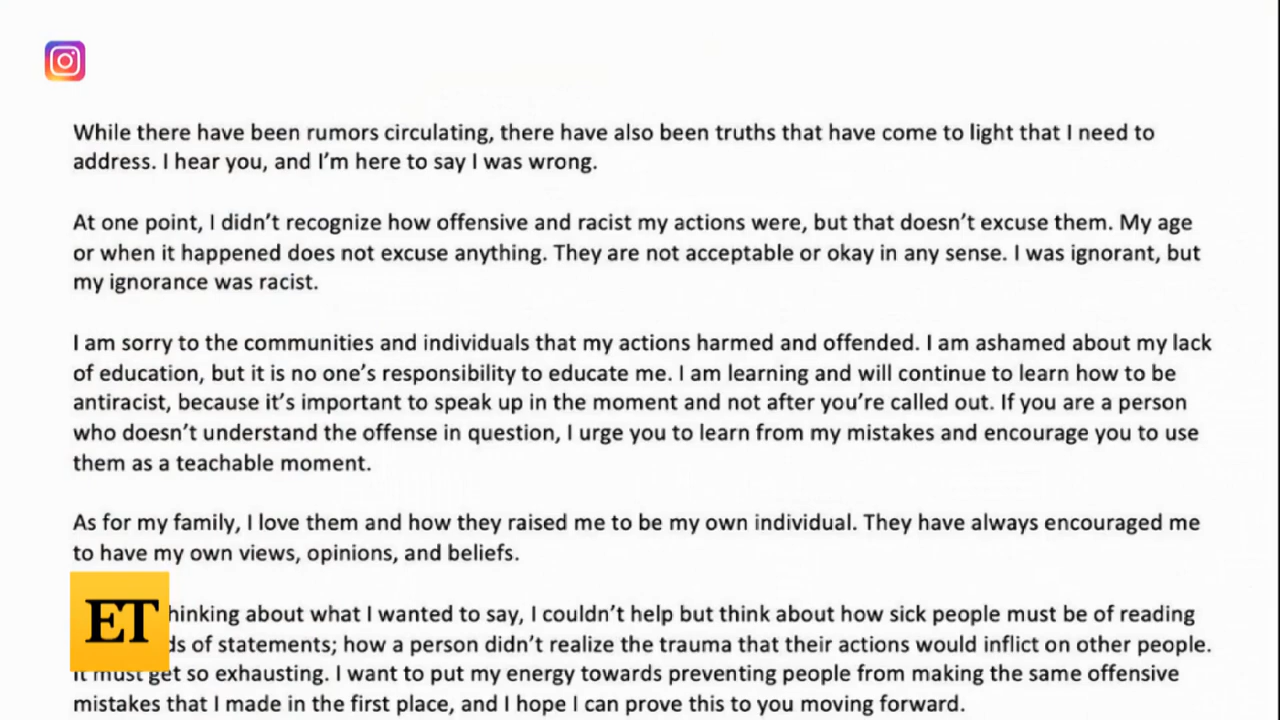 While there have been rumors circulating, there have also been truths that have come to light that I need to
address. I hear you, and I’m here to say I was wrong.
At one point, I didn’t recognize how offensive and racist my actions were, but that doesn’t excuse them. My age
or when it happened does not excuse anything. They are not acceptable or okay in any sense. I was ignorant, but
my ignorance was racist.
I am sorry to the communities and individuals that my actions harmed and offended. I am ashamed about my lack
of education, but it is no one’s responsibility to educate me. I am learning and will continue to learn how to be
antiracist, because it’s important to speak up in the moment and not after you’re called out. If you are a person
who doesn’t understand the offense in question, I urge you to learn from my mistakes and encourage you to use
them as a teachable moment.
As for my family, I love them and how they raised me to be my own individual. They have always encouraged me
to have my own views, opinions, and beliefs.
ET
hinking about what I wanted to say, I couldn’t help but think about how sick people must be of reading
ds of statements; how a person didn’t realize the trauma that their actions would inflict on other people.
It must get so exhausting. I want to put my energy towards preventing people from making the same offensive
mistakes that I made in the first place, and I hope I can prove this to you moving forward.